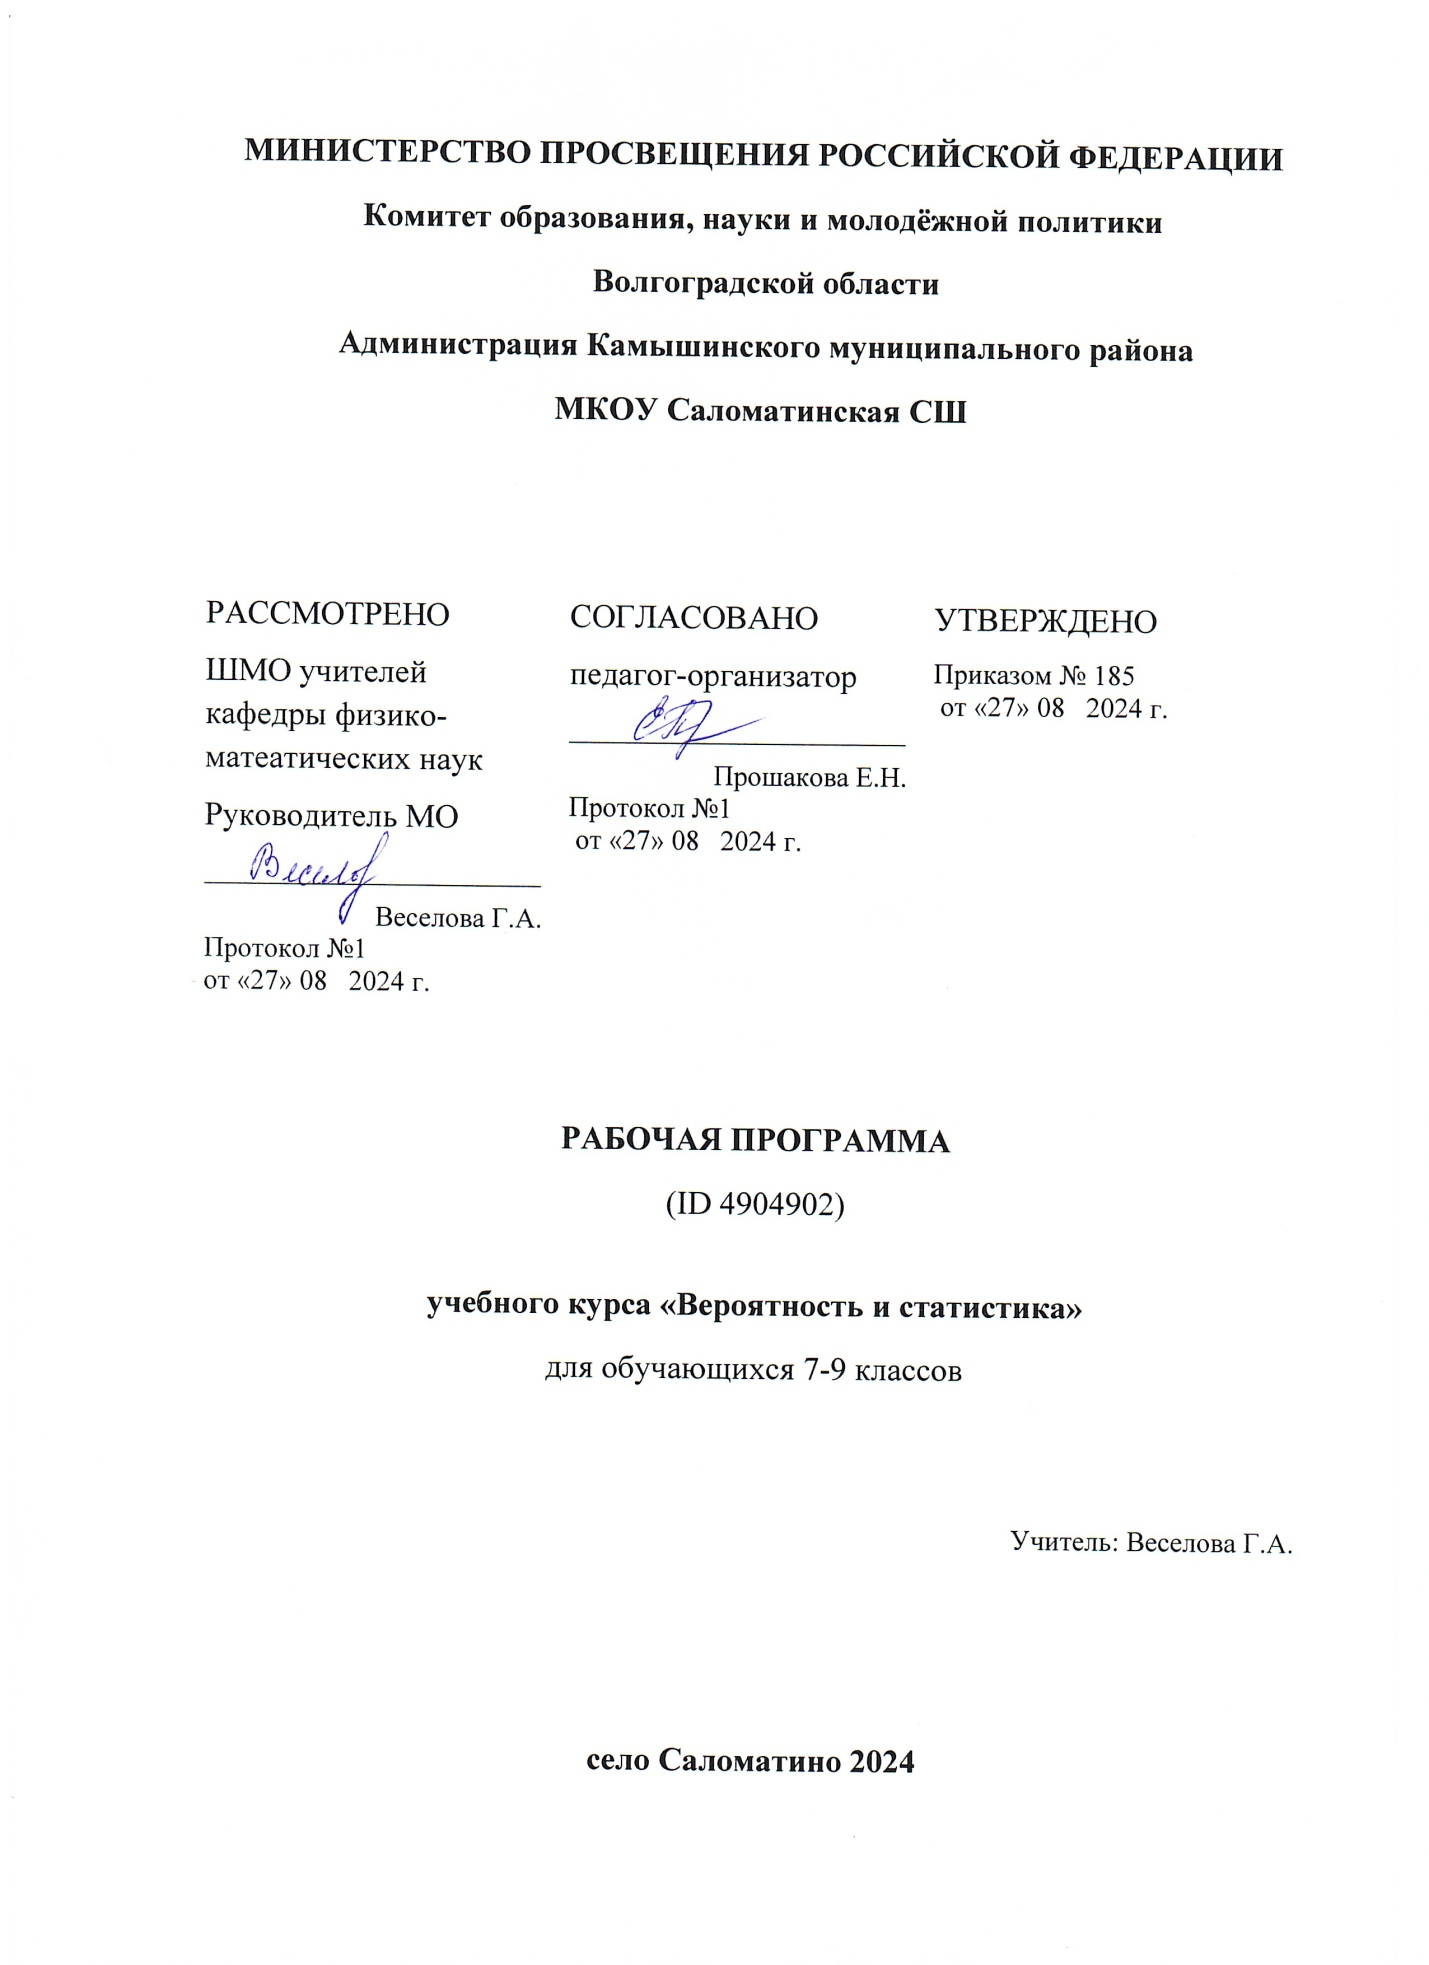 МИНИСТЕРСТВО ПРОСВЕЩЕНИЯ РОССИЙСКОЙ ФЕДЕРАЦИИ
Комитет образования, науки и молодёжной политики
Волгоградской области
Администрация Камышинского муниципального района
МКОУ Саломатинская СШ
РАССМОТРЕНО
ШМО учителей
кафедры физико-
матеатических наук
Руководитель МО
Веселов
Веселова Г.А.
Протокол №1
от «27» 08 2024 г.
СОГЛАСОВАНО
педагог-организатор
Прошакова Е.Н.
Протокол №1
от «27» 08 2024 г.
УТВЕРЖДЕНО
Приказом № 185
от «27» 08 2024 г.
РАБОЧАЯ ПРОГРАММА
(ID 4904902)
учебного курса «Вероятность и статистика»
для обучающихся 7-9 классов
Учитель: Веселова Г.А.
село Саломатино 2024